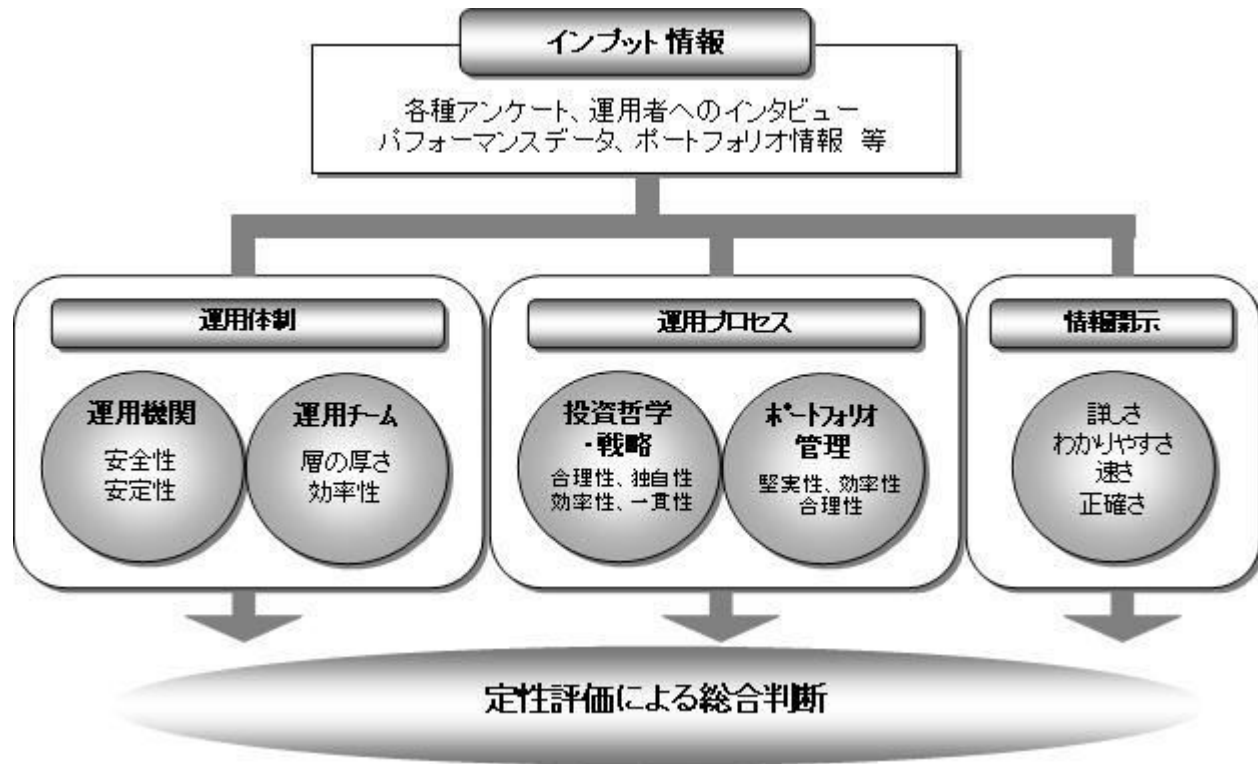 インプット情報
各種アンケート、運用者へのインタビュー
パフォーマンスデータ、ポートフォリオ情報 等
運用体制
運用機関
安全性
安定性
運用チーム
層の厚さ
効率性
運用プロセス
投資哲学
・戦略
合理性、独自性
効率性、一貫性
ポートフォリオ
管理
堅実性、効率性
合理性
情報開示
詳しさ
わかりやすさ
速さ
正確さ
定性評価による総合判断